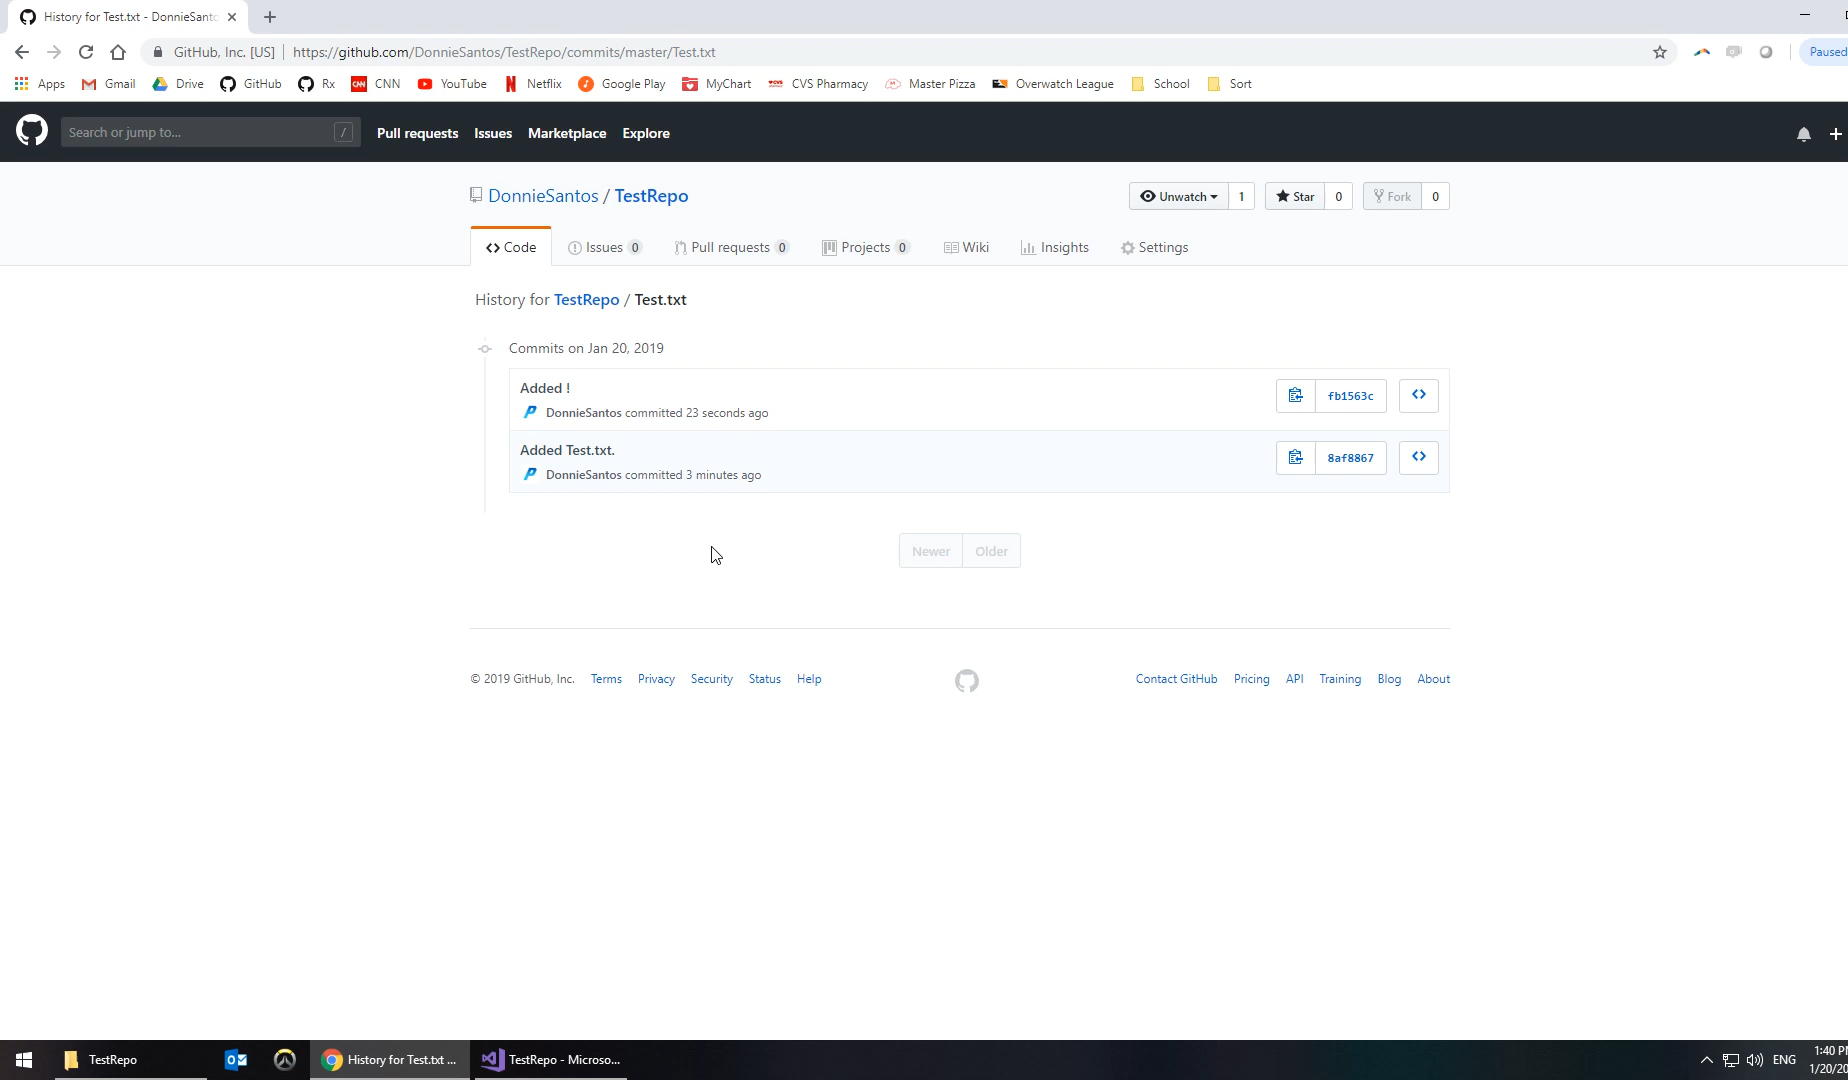 History for Test.txt - DonnieSanto
GitHub, Inc. [US] https://github.com/DonnieSantos/TestRepo/commits/master/Test.txt
Paused
Apps Gmail Drive GitHub Rx CNN YouTube Netflix Google Play MyChart CVS Pharmacy Master Pizza Overwatch League School Sort
Search or jump to... / Pull requests Issues Marketplace Explore
DonnieSantos / TestRepo
Unwatch 1 Star 0 Fork 0
Code Issues 0 Pull requests 0 Projects 0 Wiki Insights Settings
History for TestRepo / Test.txt
Commits on Jan 20, 2019
Added !
fb1563c
DonnieSantos committed 23 seconds ago
Added Test.txt.
8af8867
DonnieSantos committed 3 minutes ago
Newer Older
© 2019 GitHub, Inc. Terms Privacy Security Status Help Contact GitHub Pricing API Training Blog About
TestRepo
History for Test.txt ...
TestRepo - Microso...
ENG
1:40 P
1/20/20